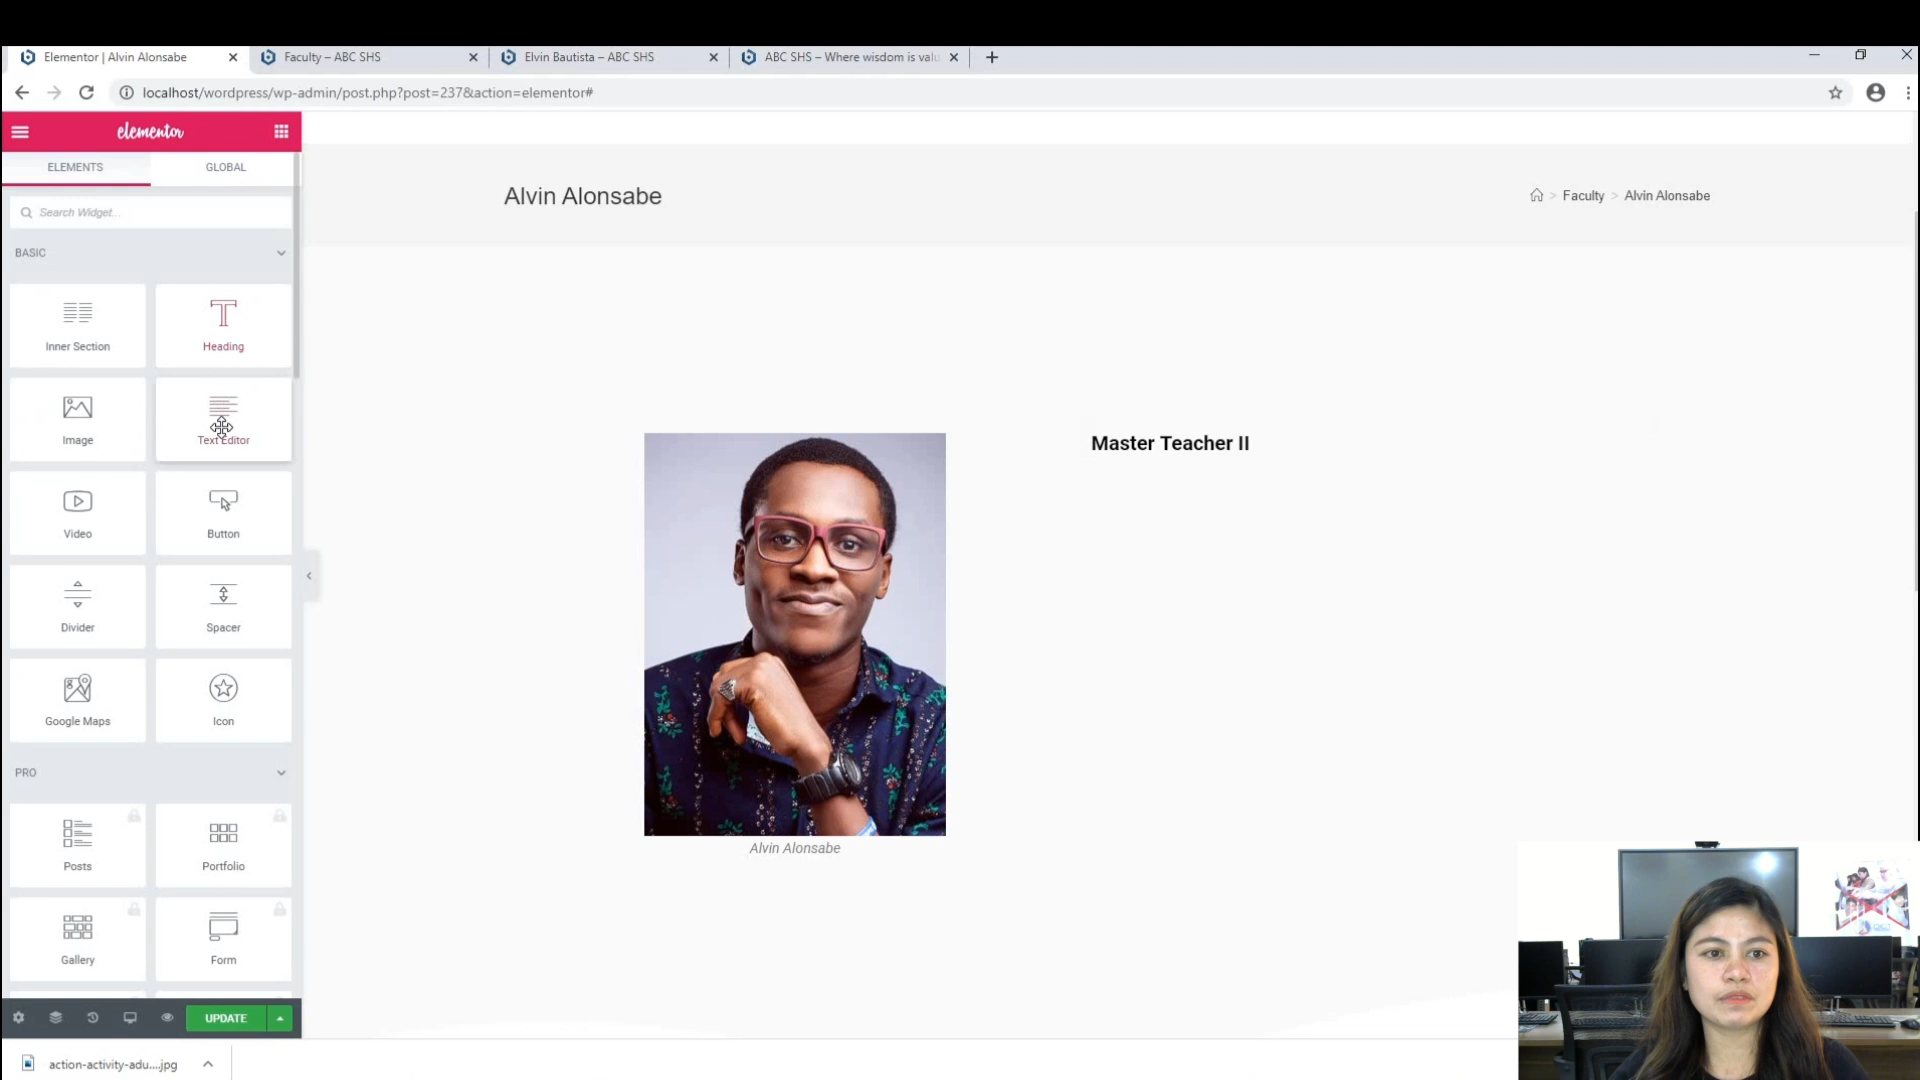 Elementor | Alvin Alonsabe
Faculty – ABC SHS
Elvin Bautista – ABC SHS
ABC SHS – Where wisdom is valu
localhost/wordpress/wp-admin/post.php?post=237&action=elementor#
elementor
ELEMENTS
GLOBAL
Search Widget...
BASIC
Inner Section
Heading
Image
Text Editor
Video
Button
Divider
Spacer
Google Maps
Icon
PRO
Posts
Portfolio
Gallery
Form
UPDATE
Alvin Alonsabe
> Faculty > Alvin Alonsabe
Master Teacher II
Alvin Alonsabe
action-activity-adu....jpg